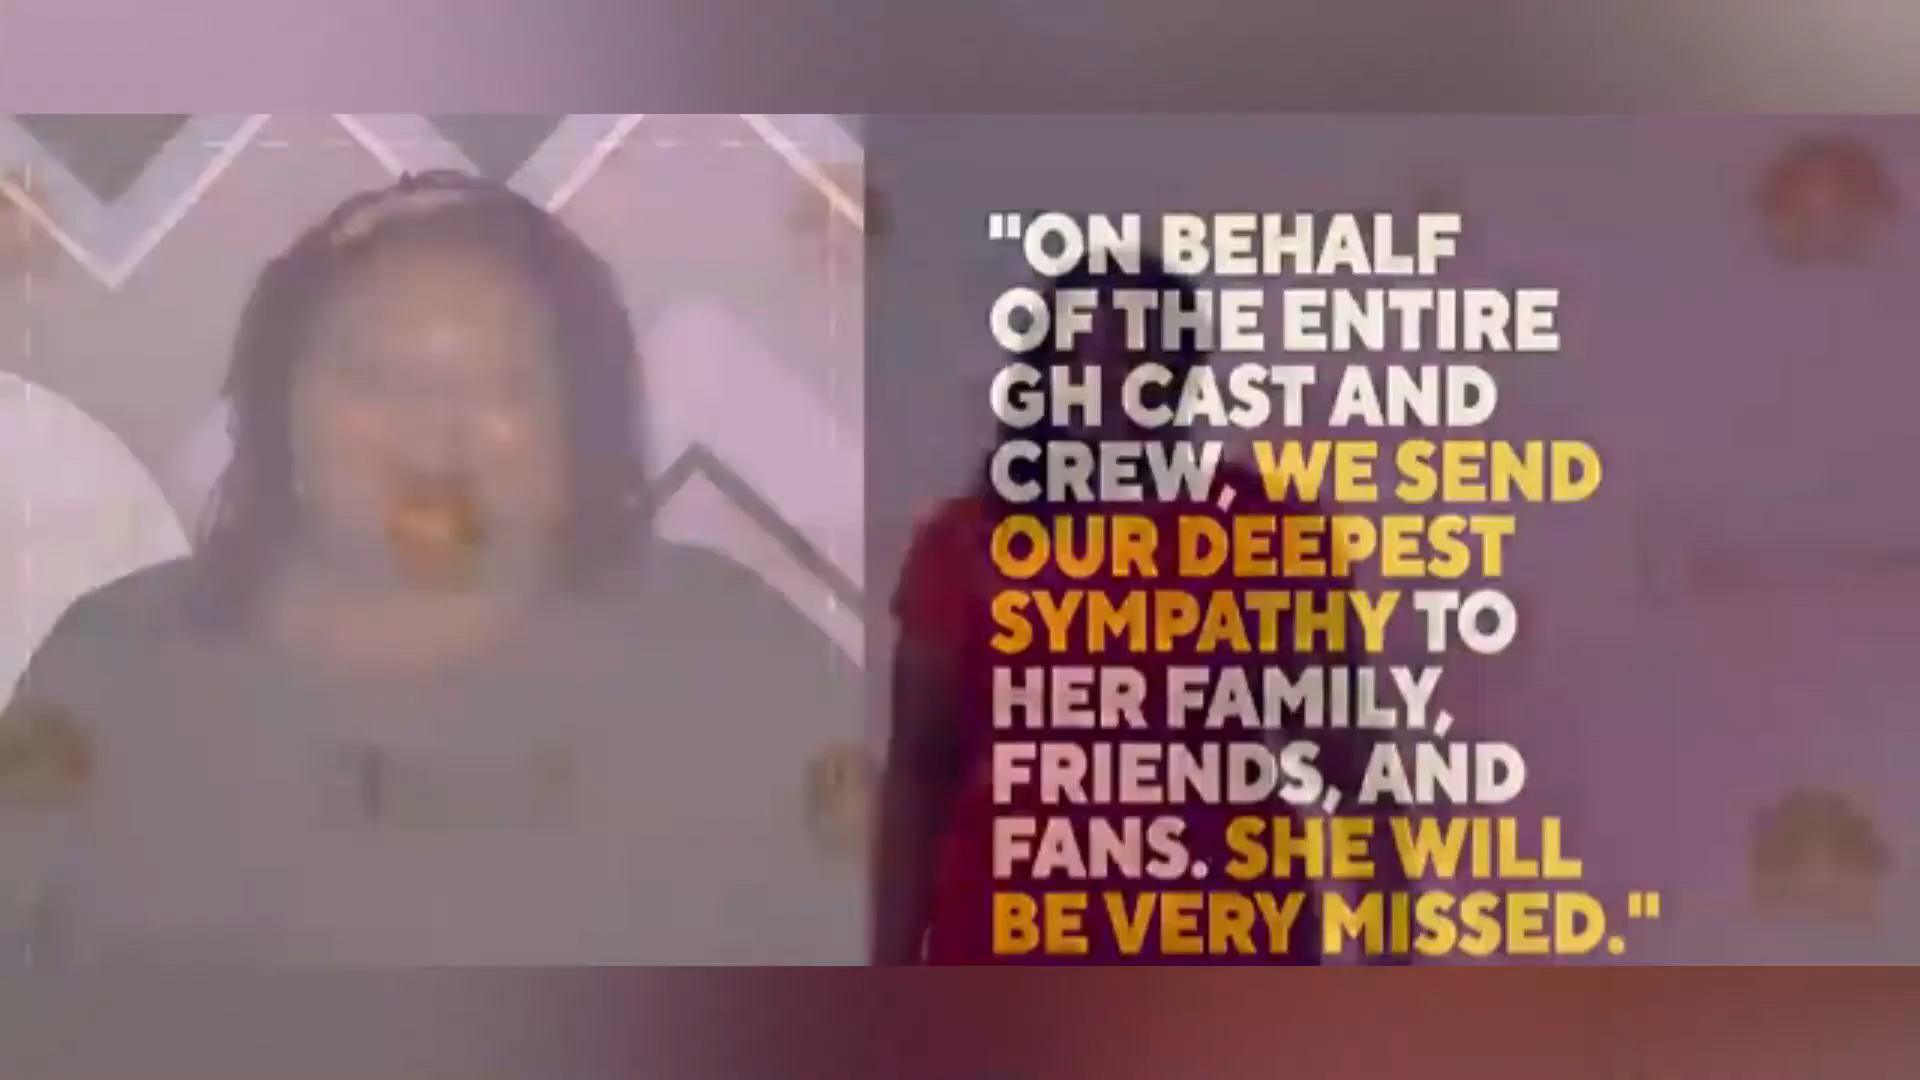 "ON BEHALF
OF THE ENTIRE
GH CAST AND
CREW, WE SEND
OUR DEEPEST
SYMPATHY TO
HER FAMILY,
FRIENDS, AND
FANS. SHE WILL
BE VERY MISSED."